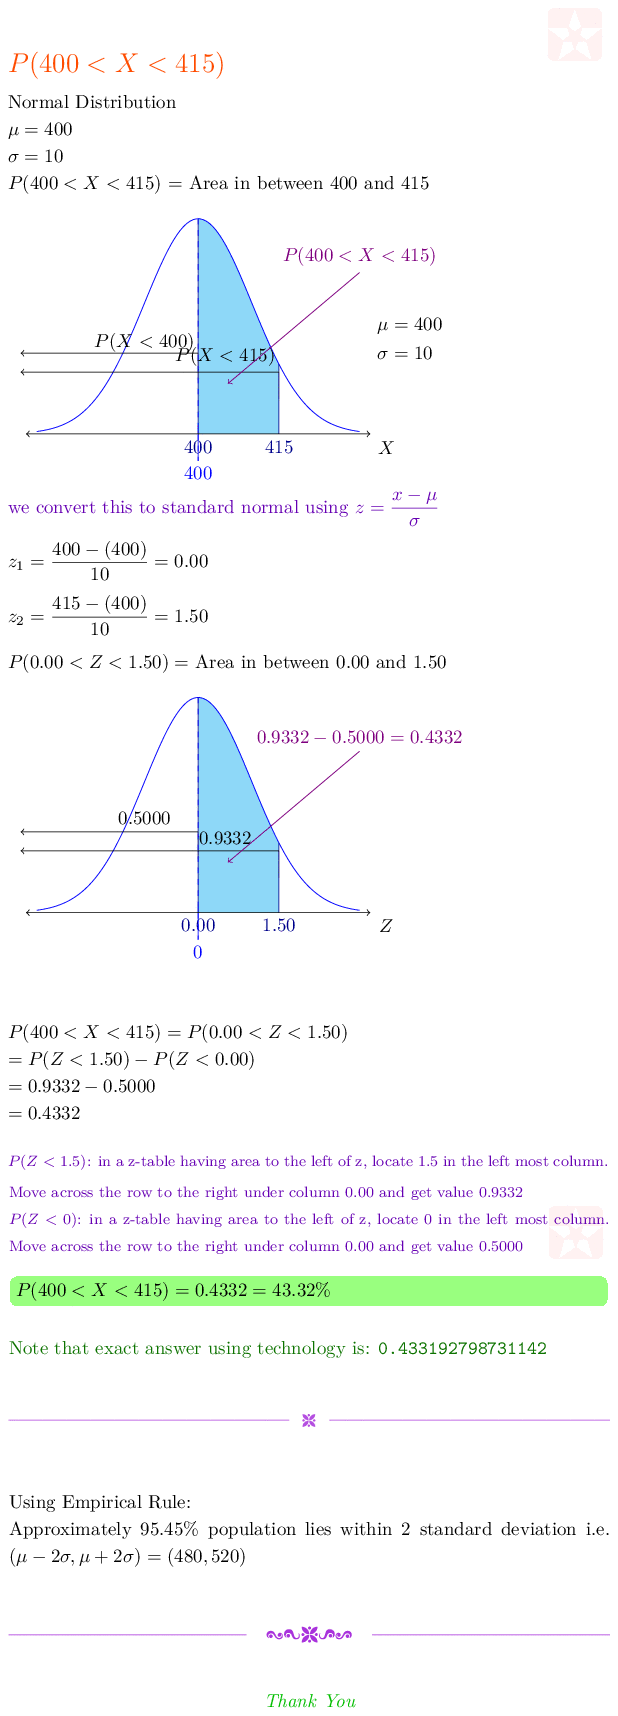 P(400 < X < 415)
Normal Distribution
μ = 400
σ = 10
P(400 < X < 415) = Area in between 400 and 415
P(400 < X < 415)
μ = 400
P(X < 400)
P(X < 415)
σ = 10
400
415
X
400
we convert this to standard normal using z = (x − μ)/σ
z₁ = (400 − (400))/10 = 0.00
z₂ = (415 − (400))/10 = 1.50
P(0.00 < Z < 1.50) = Area in between 0.00 and 1.50
0.9332 − 0.5000 = 0.4332
0.5000
0.9332
0.00
1.50
Z
0
P(400 < X < 415) = P(0.00 < Z < 1.50)
= P(Z < 1.50) − P(Z < 0.00)
= 0.9332 − 0.5000
= 0.4332
P(Z < 1.5): in a z-table having area to the left of z, locate 1.5 in the left most column.
Move across the row to the right under column 0.00 and get value 0.9332
P(Z < 0): in a z-table having area to the left of z, locate 0 in the left most column.
Move across the row to the right under column 0.00 and get value 0.5000
P(400 < X < 415) = 0.4332 = 43.32%
Note that exact answer using technology is: 0.433192798731142
Using Empirical Rule:
Approximately 95.45% population lies within 2 standard deviation i.e.
(μ − 2σ, μ + 2σ) = (480, 520)
Thank You